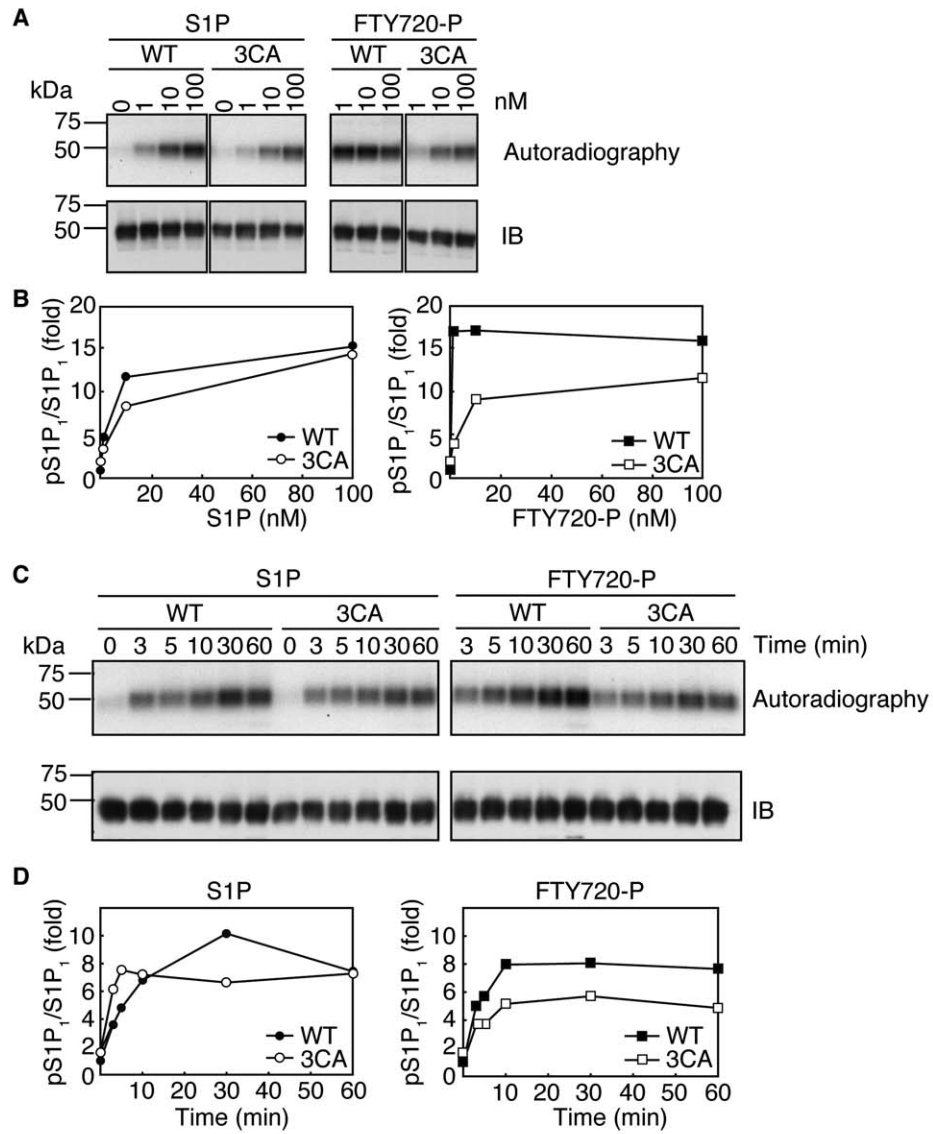 A
S1P FTY720-P
WT 3CA WT 3CA
kDa 0 1 10 100 0 1 10 100 1 10 100 1 10 100 nM
75
50 Autoradiography
75
50 IB
B
pS1P1/S1P1 (fold)
20
15
10
5
0
20 40 60 80 100
S1P (nM)
WT
3CA
pS1P1/S1P1 (fold)
20
15
10
5
0
20 40 60 80 100
FTY720-P (nM)
WT
3CA
C
S1P FTY720-P
WT 3CA WT 3CA
kDa 0 3 5 10 30 60 0 3 5 10 30 60 3 5 10 30 60 3 5 10 30 60 Time (min)
75
50 Autoradiography
75
50 IB
D
S1P
pS1P1/S1P1 (fold)
10
8
6
4
2
0
10 20 30 40 50 60
Time (min)
WT
3CA
FTY720-P
pS1P1/S1P1 (fold)
10
8
6
4
2
0
10 20 30 40 50 60
Time (min)
WT
3CA